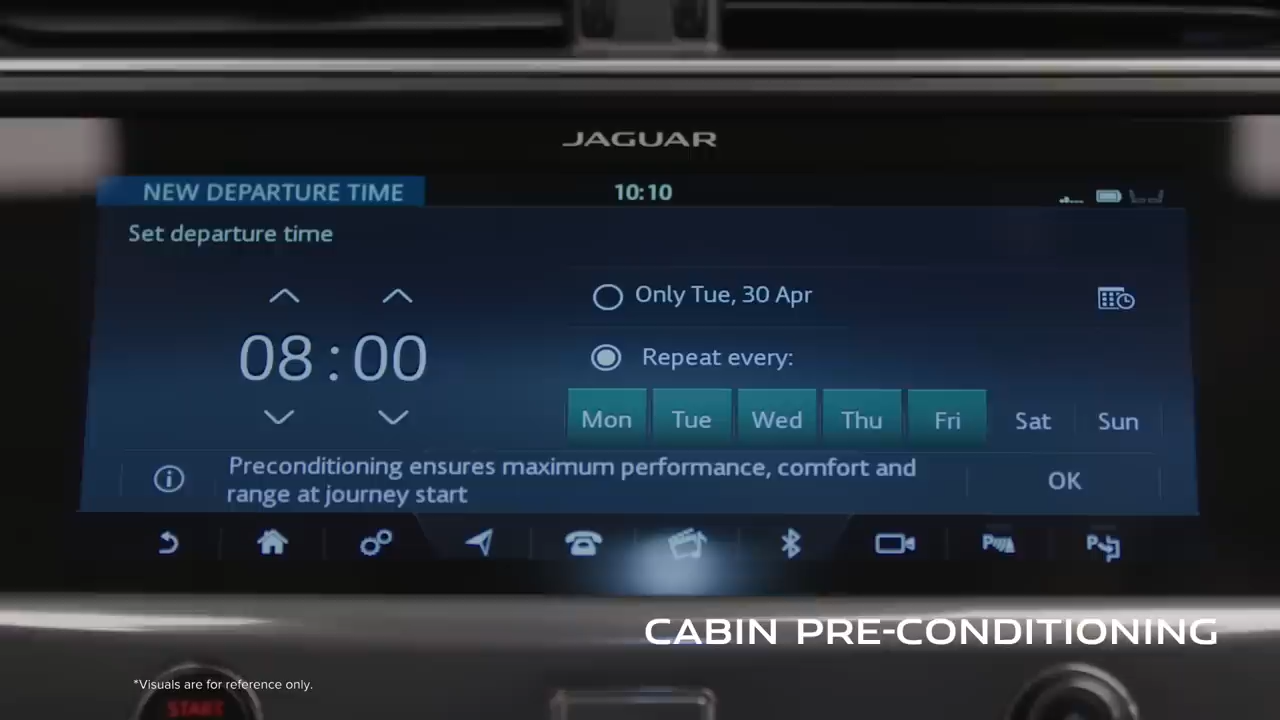 JAGUAR
NEW DEPARTURE TIME
10:10
Set departure time
Only Tue, 30 Apr
08:00
Repeat every:
Mon Tue Wed Thu Fri Sat Sun
Preconditioning ensures maximum performance, comfort and
range at journey start
OK
CABIN PRE-CONDITIONING
*Visuals are for reference only.
START